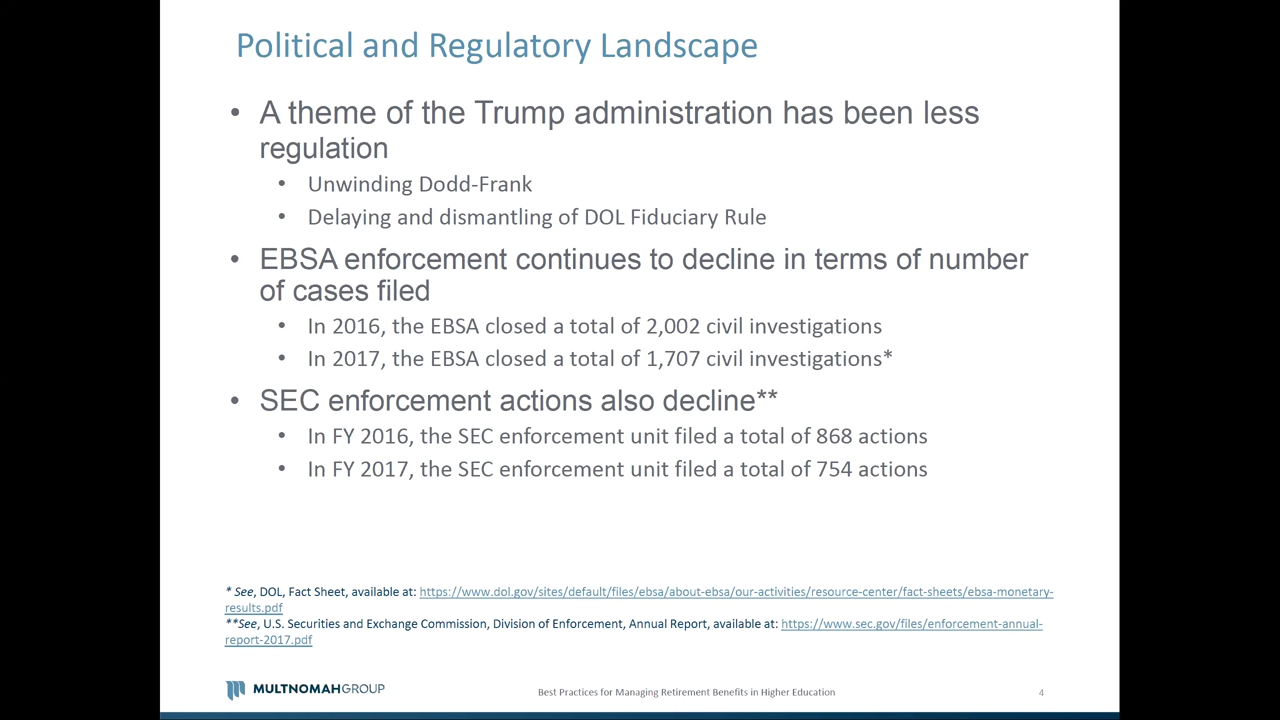 Political and Regulatory Landscape
• A theme of the Trump administration has been less
regulation
• Unwinding Dodd-Frank
• Delaying and dismantling of DOL Fiduciary Rule
• EBSA enforcement continues to decline in terms of number
of cases filed
• In 2016, the EBSA closed a total of 2,002 civil investigations
• In 2017, the EBSA closed a total of 1,707 civil investigations*
• SEC enforcement actions also decline**
• In FY 2016, the SEC enforcement unit filed a total of 868 actions
• In FY 2017, the SEC enforcement unit filed a total of 754 actions
* See, DOL, Fact Sheet, available at: https://www.dol.gov/sites/default/files/ebsa/about-ebsa/our-activities/resource-center/fact-sheets/ebsa-monetary-
results.pdf
**See, U.S. Securities and Exchange Commission, Division of Enforcement, Annual Report, available at: https://www.sec.gov/files/enforcement-annual-
report-2017.pdf
MULTNOMAHGROUP
Best Practices for Managing Retirement Benefits in Higher Education
4